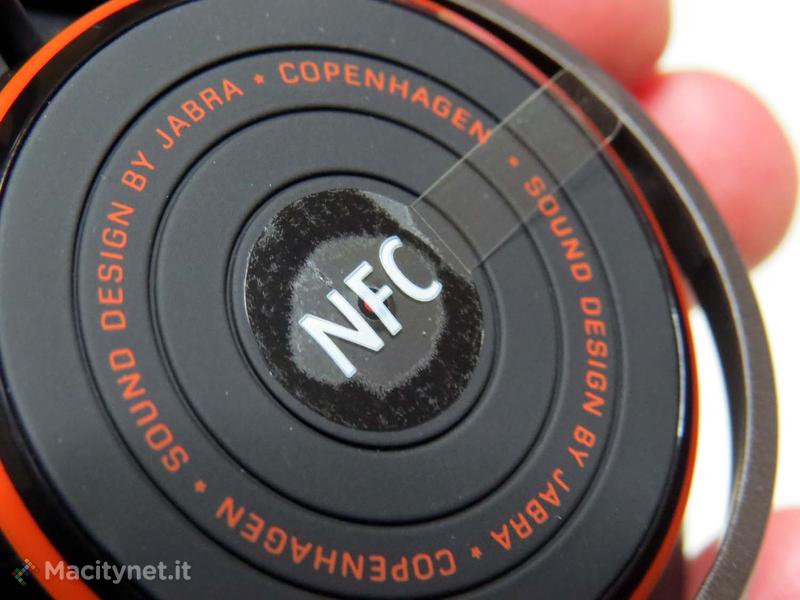 SOUND DESIGN BY JABRA * COPENHAGEN * SOUND DESIGN BY JABRA * COPENHAGEN *
NFC
Macitynet.it